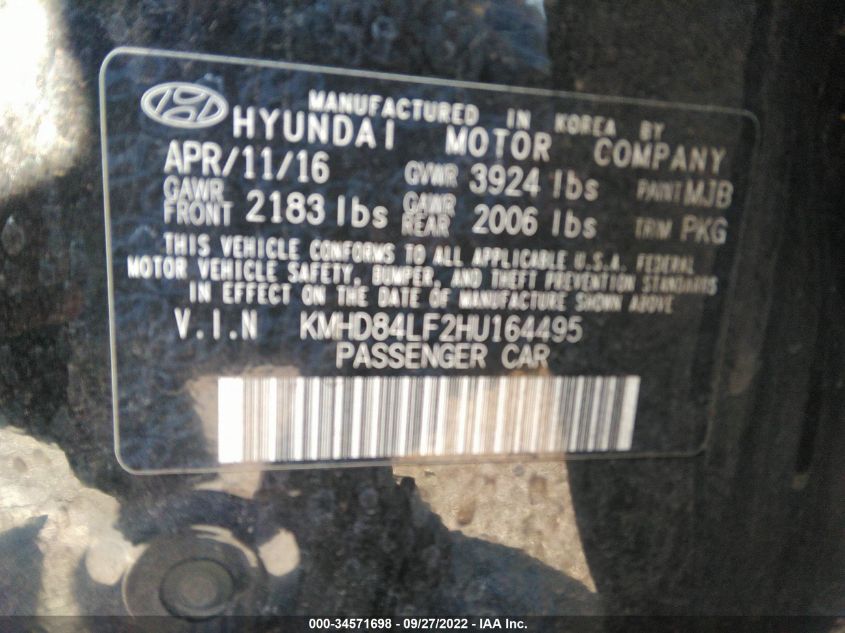 MANUFACTURED IN KOREA BY
HYUNDAI MOTOR COMPANY
APR/11/16 GVWR 3924 lbs PAINT MJB
GAWR FRONT 2183 lbs GAWR REAR 2006 lbs TRIM PKG
THIS VEHICLE CONFORMS TO ALL APPLICABLE U.S.A. FEDERAL
MOTOR VEHICLE SAFETY, BUMPER, AND THEFT PREVENTION STANDARDS
IN EFFECT ON THE DATE OF MANUFACTURE SHOWN ABOVE
V.I.N KMHD84LF2HU164495
PASSENGER CAR
000-34571698 - 09/27/2022 - IAA Inc.